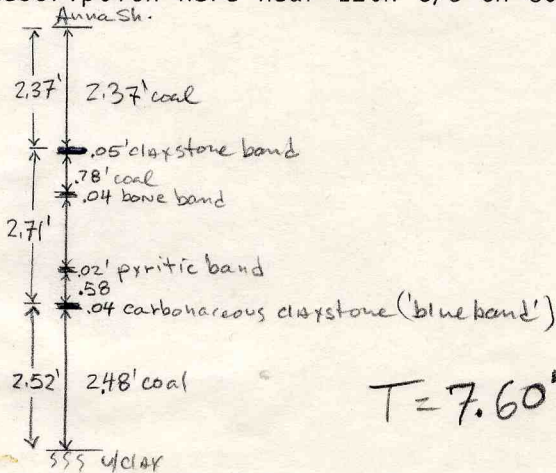 Anna Sh.
2.37' 2.37' coal
.05' claystone band
.78' coal
.04 bone band
2.71'
.02' pyritic band
.58
.04 carbonaceous claystone ('blue band')
2.52' 2.48' coal
T = 7.60'
u/clay